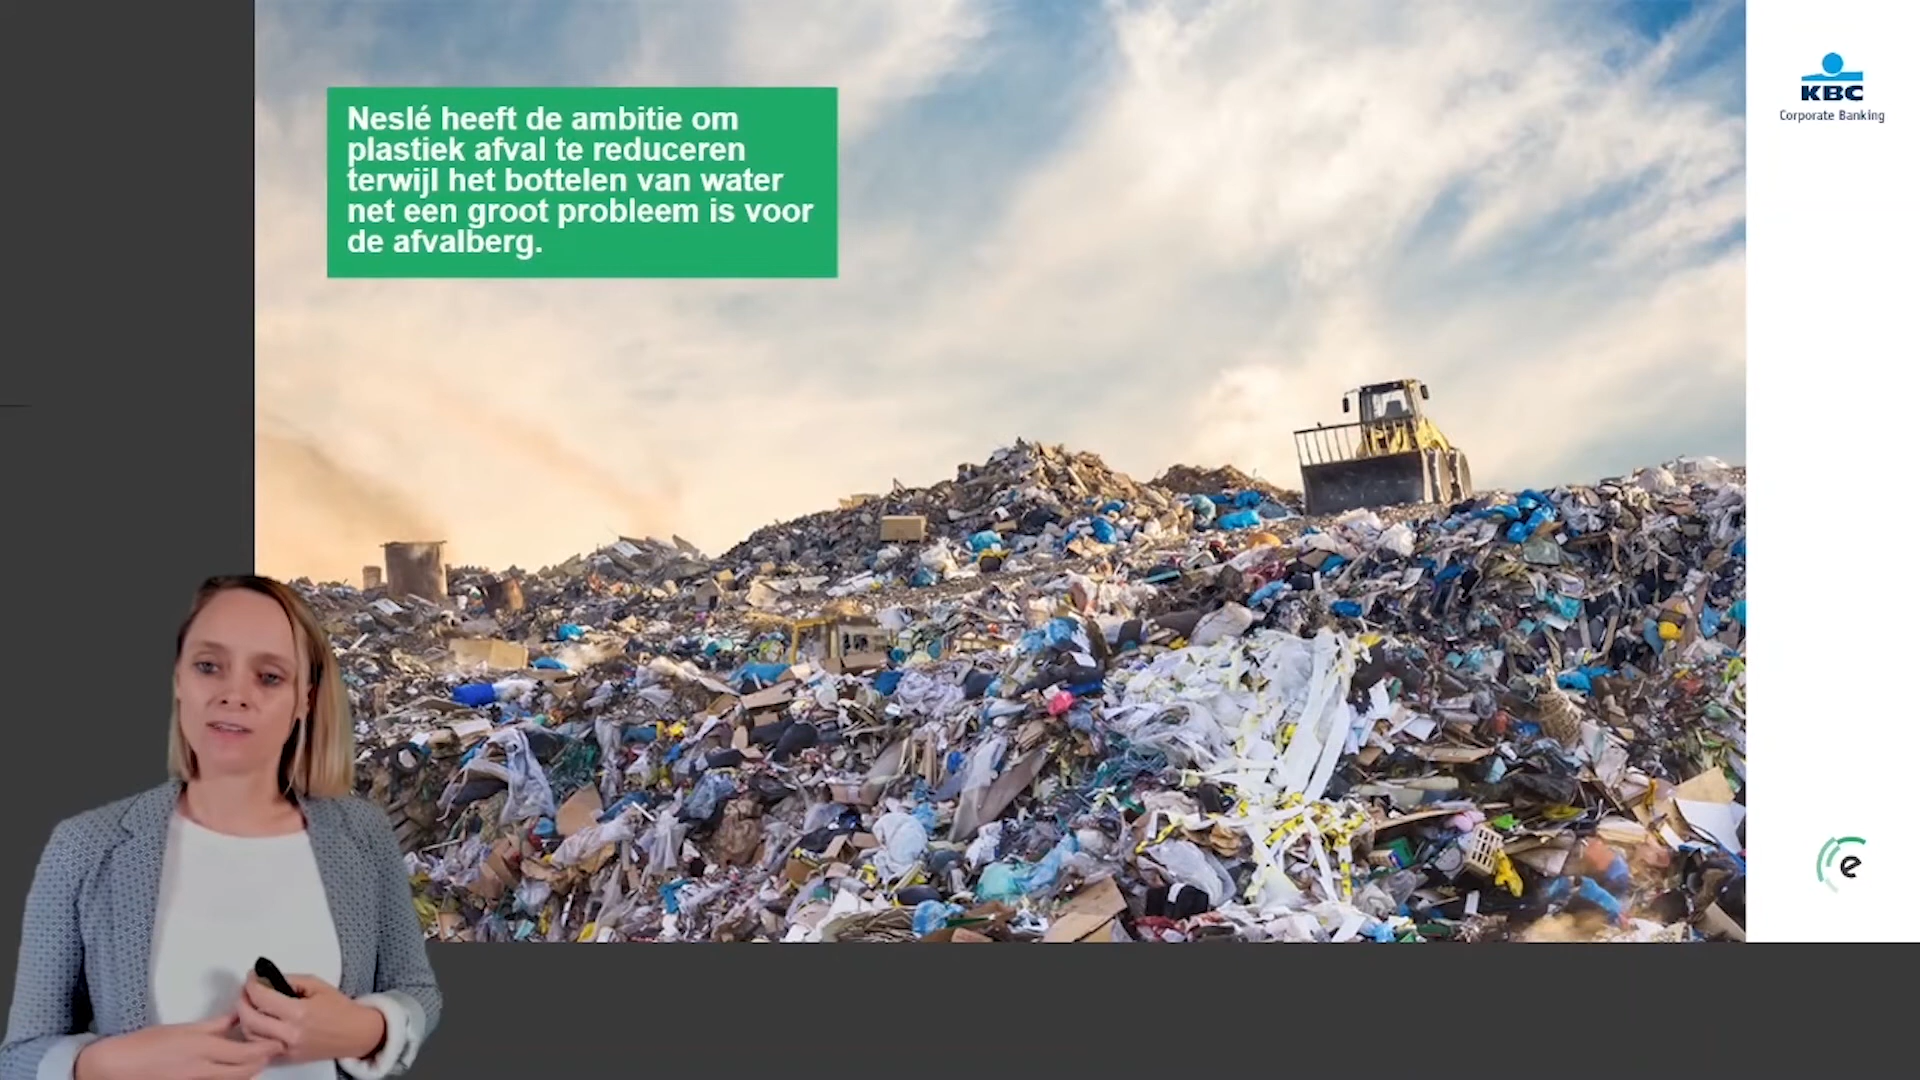 Neslé heeft de ambitie om
plastiek afval te reduceren
terwijl het bottelen van water
net een groot probleem is voor
de afvalberg.
KBC
Corporate Banking
e